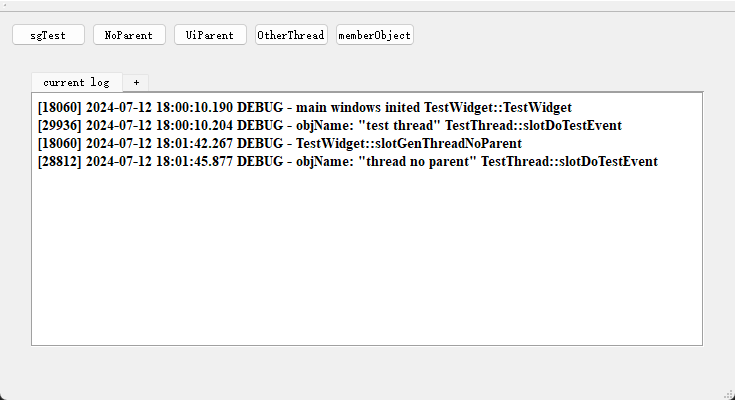 sgTest NoParent UiParent OtherThread memberObject
current log +
[18060] 2024-07-12 18:00:10.190 DEBUG - main windows inited TestWidget::TestWidget
[29936] 2024-07-12 18:00:10.204 DEBUG - objName: "test thread" TestThread::slotDoTestEvent
[18060] 2024-07-12 18:01:42.267 DEBUG - TestWidget::slotGenThreadNoParent
[28812] 2024-07-12 18:01:45.877 DEBUG - objName: "thread no parent" TestThread::slotDoTestEvent